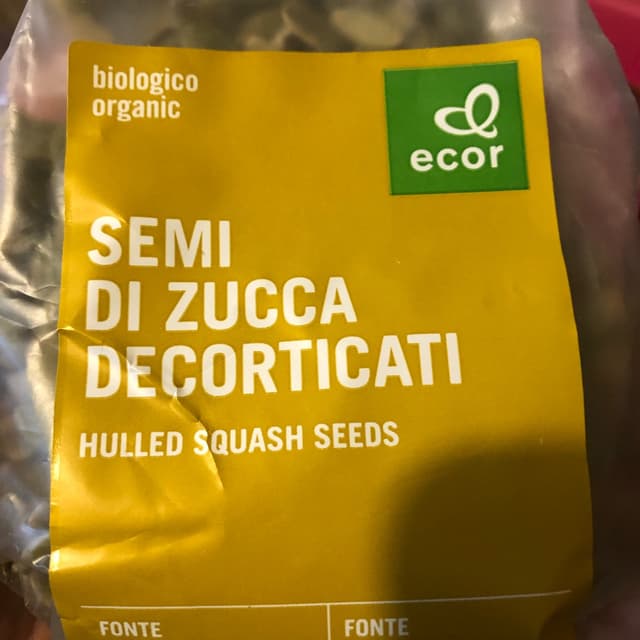 biologico
organic
ecor
SEMI
DI ZUCCA
DECORTICATI
HULLED SQUASH SEEDS
FONTE
FONTE